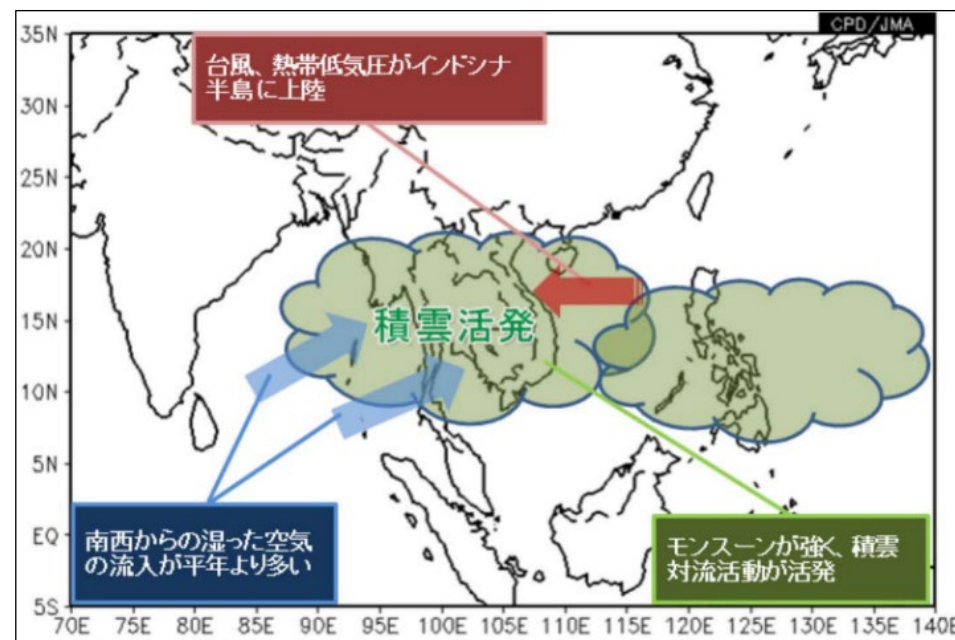 CPD/JMA
35N
30N
25N
20N
15N
10N
5N
EQ
5S
台風、熱帯低気圧がインドシナ
半島に上陸
積雲活発
南西からの湿った空気
の流入が平年より多い
モンスーンが強く、積雲
対流活動が活発
70E 75E 80E 85E 90E 95E 100E 105E 110E 115E 120E 125E 130E 135E 140E